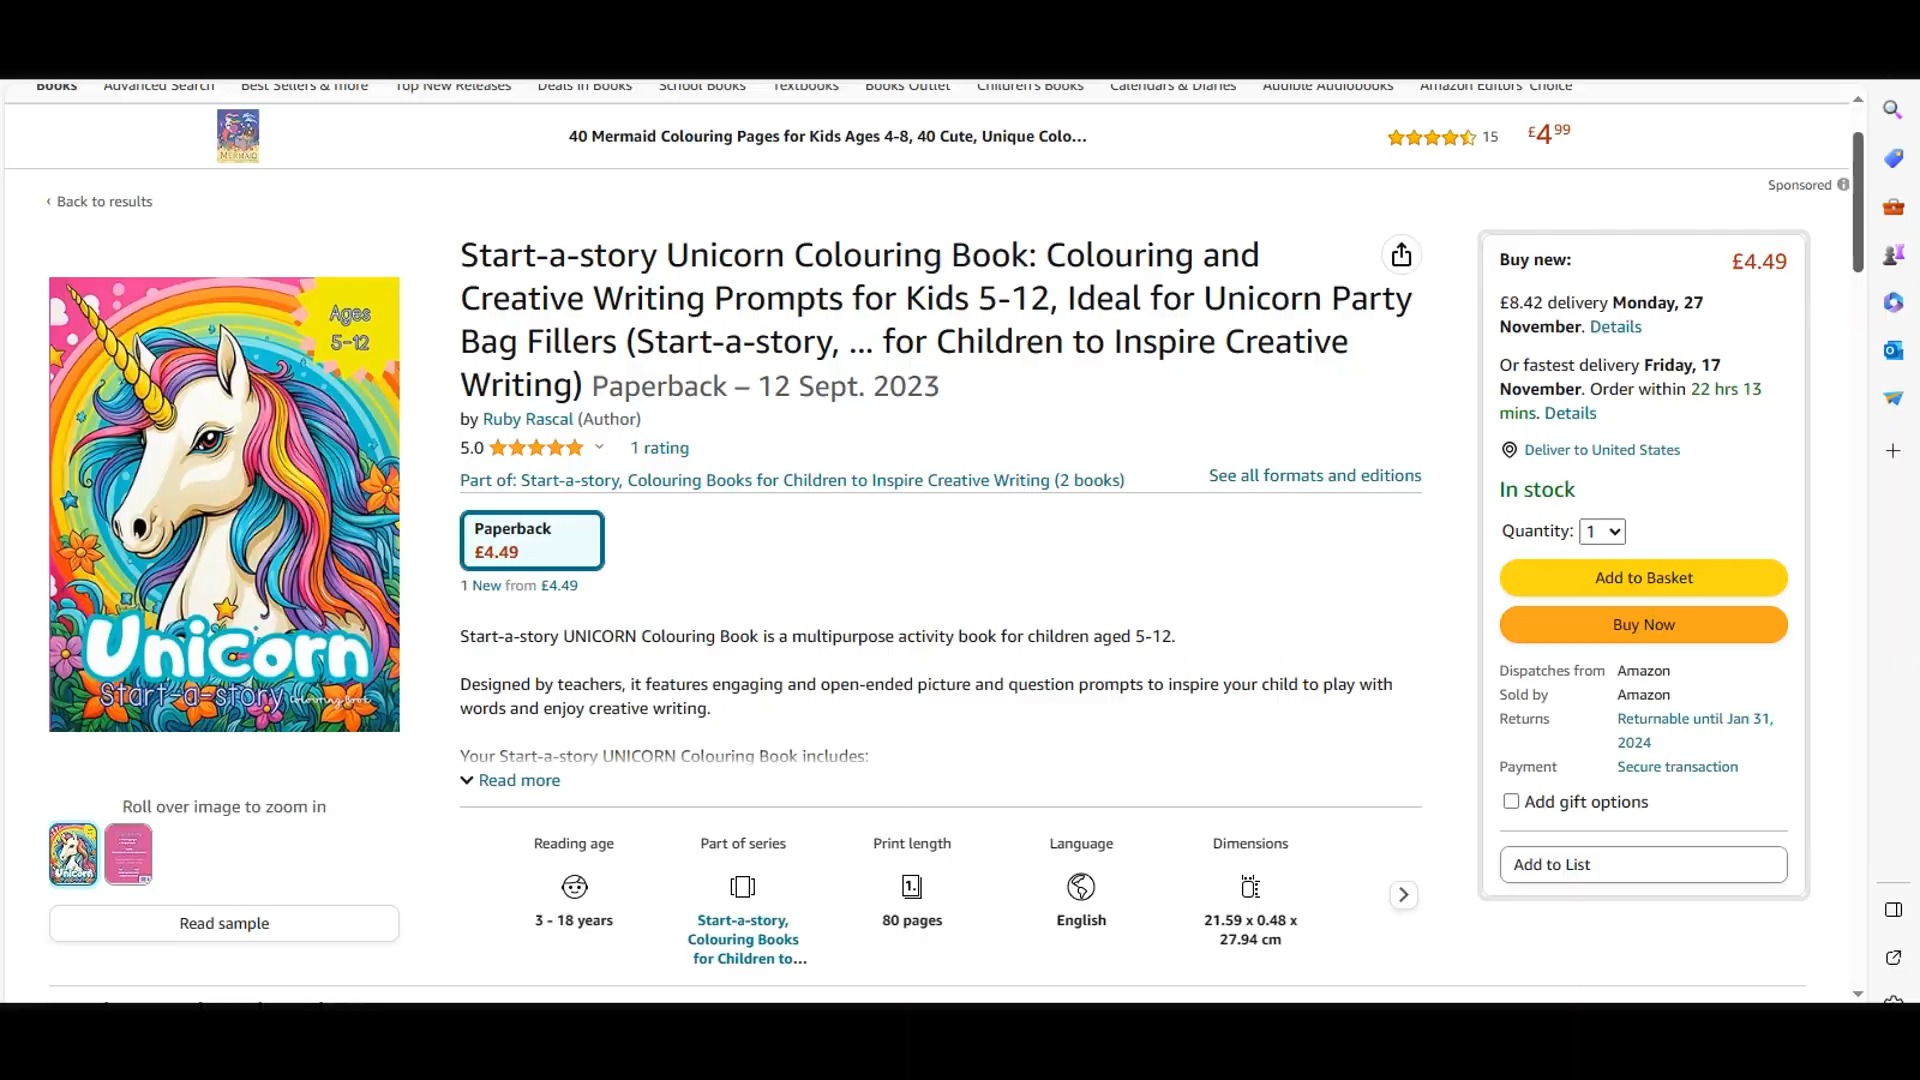 Books Advanced Search Best Sellers & more Top New Releases Deals in Books School Books Textbooks Books Outlet Children's Books Calendars & Diaries Audible Audiobooks Amazon Editors' Choice
MERMAID
40 Mermaid Colouring Pages for Kids Ages 4-8, 40 Cute, Unique Colo...
15
£4⁹⁹
Sponsored
‹ Back to results
Start-a-story Unicorn Colouring Book: Colouring and
Creative Writing Prompts for Kids 5-12, Ideal for Unicorn Party
Bag Fillers (Start-a-story, ... for Children to Inspire Creative
Writing) Paperback – 12 Sept. 2023
by Ruby Rascal (Author)
5.0
1 rating
Part of: Start-a-story, Colouring Books for Children to Inspire Creative Writing (2 books)
See all formats and editions
Paperback
£4.49
1 New from £4.49
Start-a-story UNICORN Colouring Book is a multipurpose activity book for children aged 5-12.
Designed by teachers, it features engaging and open-ended picture and question prompts to inspire your child to play with
words and enjoy creative writing.
Your Start-a-story UNICORN Colouring Book includes:
Read more
Ages
5-12
Unicorn
Start-a-story Colouring Book
Roll over image to zoom in
Unicorn
Read sample
Reading age
3 - 18 years
Part of series
Start-a-story,
Colouring Books
for Children to...
Print length
1.
80 pages
Language
English
Dimensions
21.59 x 0.48 x
27.94 cm
Buy new:
£4.49
£8.42 delivery Monday, 27
November. Details
Or fastest delivery Friday, 17
November. Order within 22 hrs 13
mins. Details
Deliver to United States
In stock
Quantity: 1
Add to Basket
Buy Now
Dispatches from Amazon
Sold by Amazon
Returns Returnable until Jan 31,
2024
Payment Secure transaction
Add gift options
Add to List